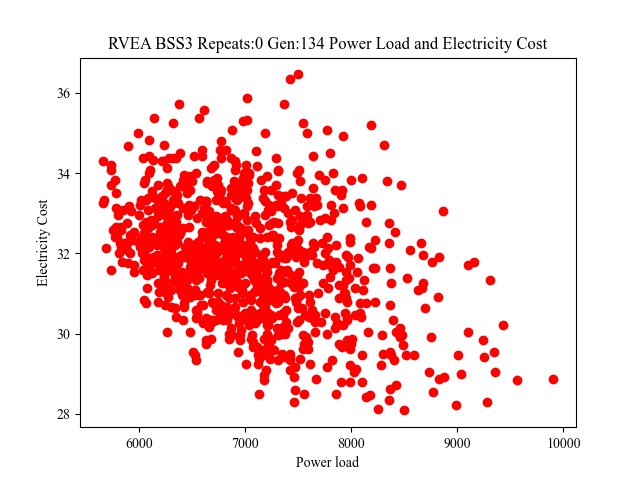 RVEA BSS3 Repeats:0 Gen:134 Power Load and Electricity Cost
36
34
32
30
28
Electricity Cost
6000 7000 8000 9000 10000
Power load